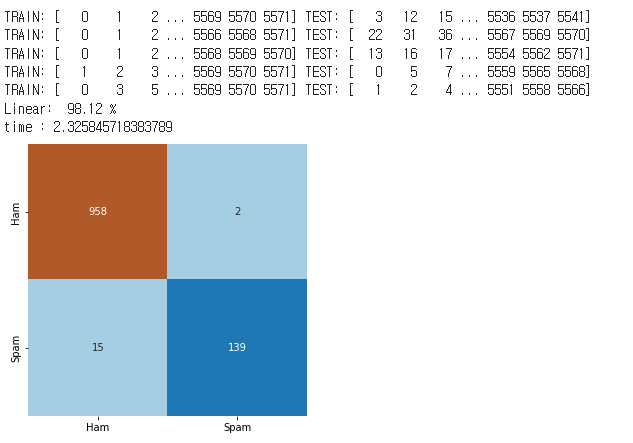 TRAIN: [   0    1    2 ... 5569 5570 5571] TEST: [   3   12   15 ... 5536 5537 5541]
TRAIN: [   0    1    2 ... 5566 5568 5571] TEST: [  22   31   36 ... 5567 5569 5570]
TRAIN: [   0    1    2 ... 5568 5569 5570] TEST: [  13   16   17 ... 5554 5562 5571]
TRAIN: [   1    2    3 ... 5569 5570 5571] TEST: [   0    5    7 ... 5559 5565 5568]
TRAIN: [   0    3    5 ... 5569 5570 5571] TEST: [   1    2    4 ... 5551 5558 5566]
Linear:  98.12 %
time : 2.325845718383789
Ham 958 2
Spam 15 139
Ham Spam